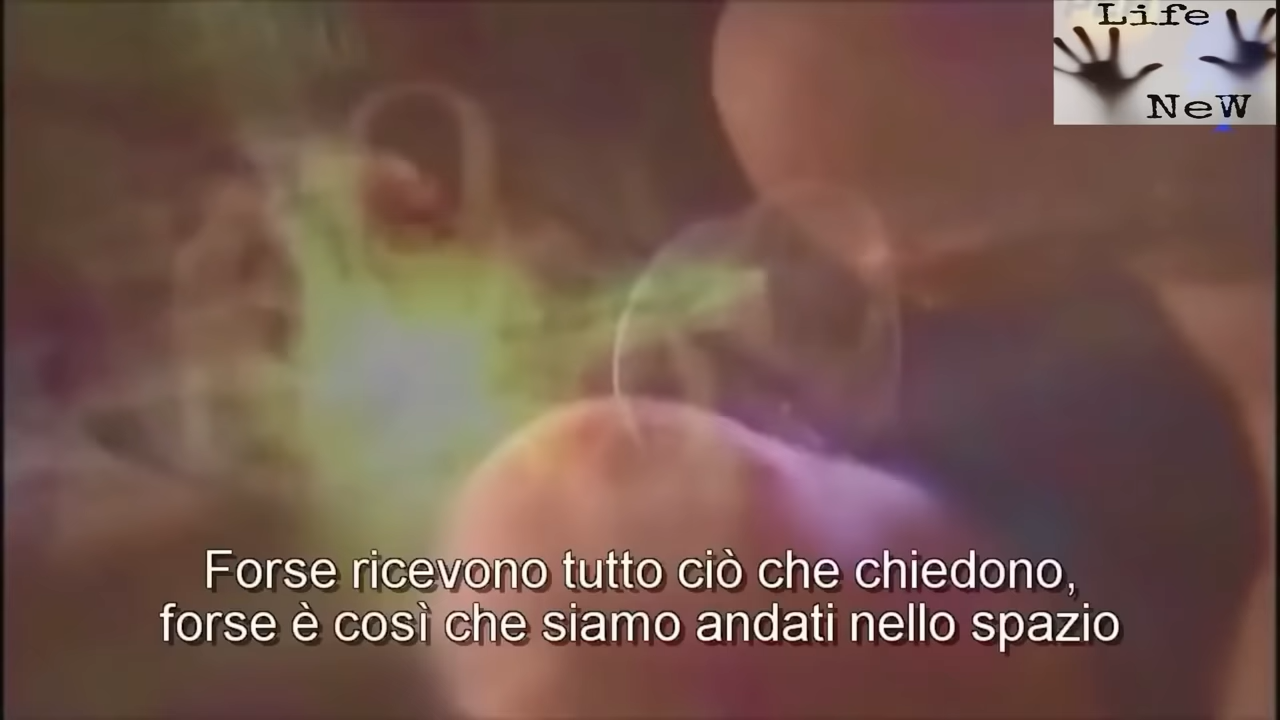 Life
NeW
Forse ricevono tutto ciò che chiedono,
forse è così che siamo andati nello spazio